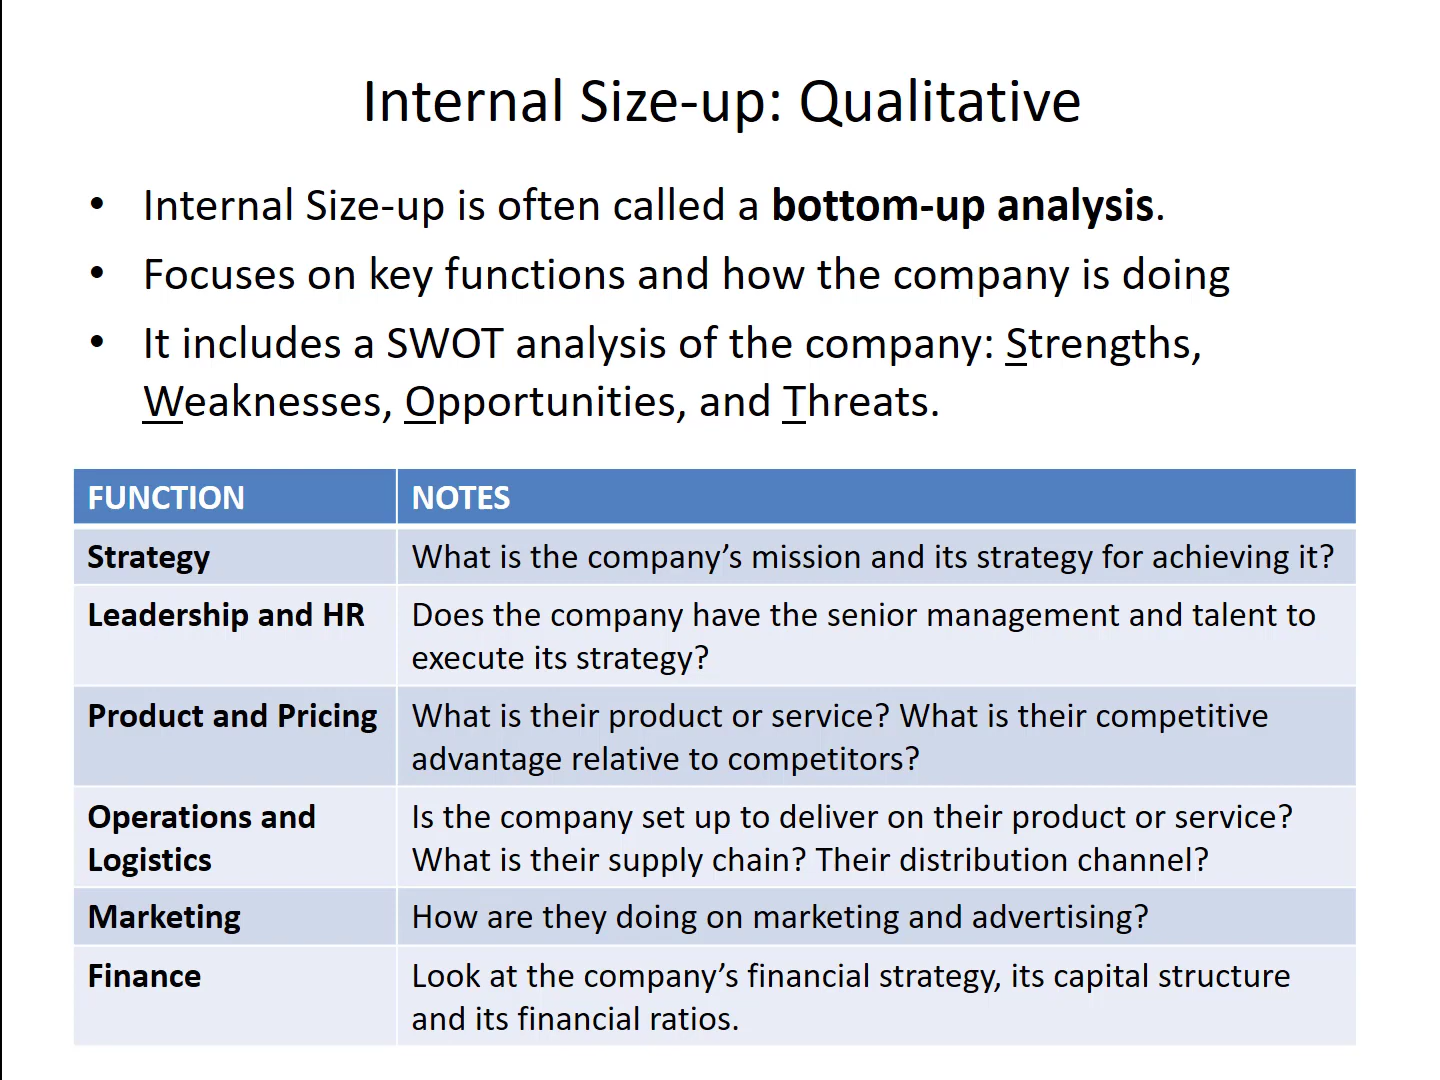 Internal Size-up: Qualitative
• Internal Size-up is often called a bottom-up analysis.
• Focuses on key functions and how the company is doing
• It includes a SWOT analysis of the company: Strengths,
Weaknesses, Opportunities, and Threats.
FUNCTION NOTES
Strategy What is the company’s mission and its strategy for achieving it?
Leadership and HR Does the company have the senior management and talent to
execute its strategy?
Product and Pricing What is their product or service? What is their competitive
advantage relative to competitors?
Operations and Is the company set up to deliver on their product or service?
Logistics What is their supply chain? Their distribution channel?
Marketing How are they doing on marketing and advertising?
Finance Look at the company’s financial strategy, its capital structure
and its financial ratios.